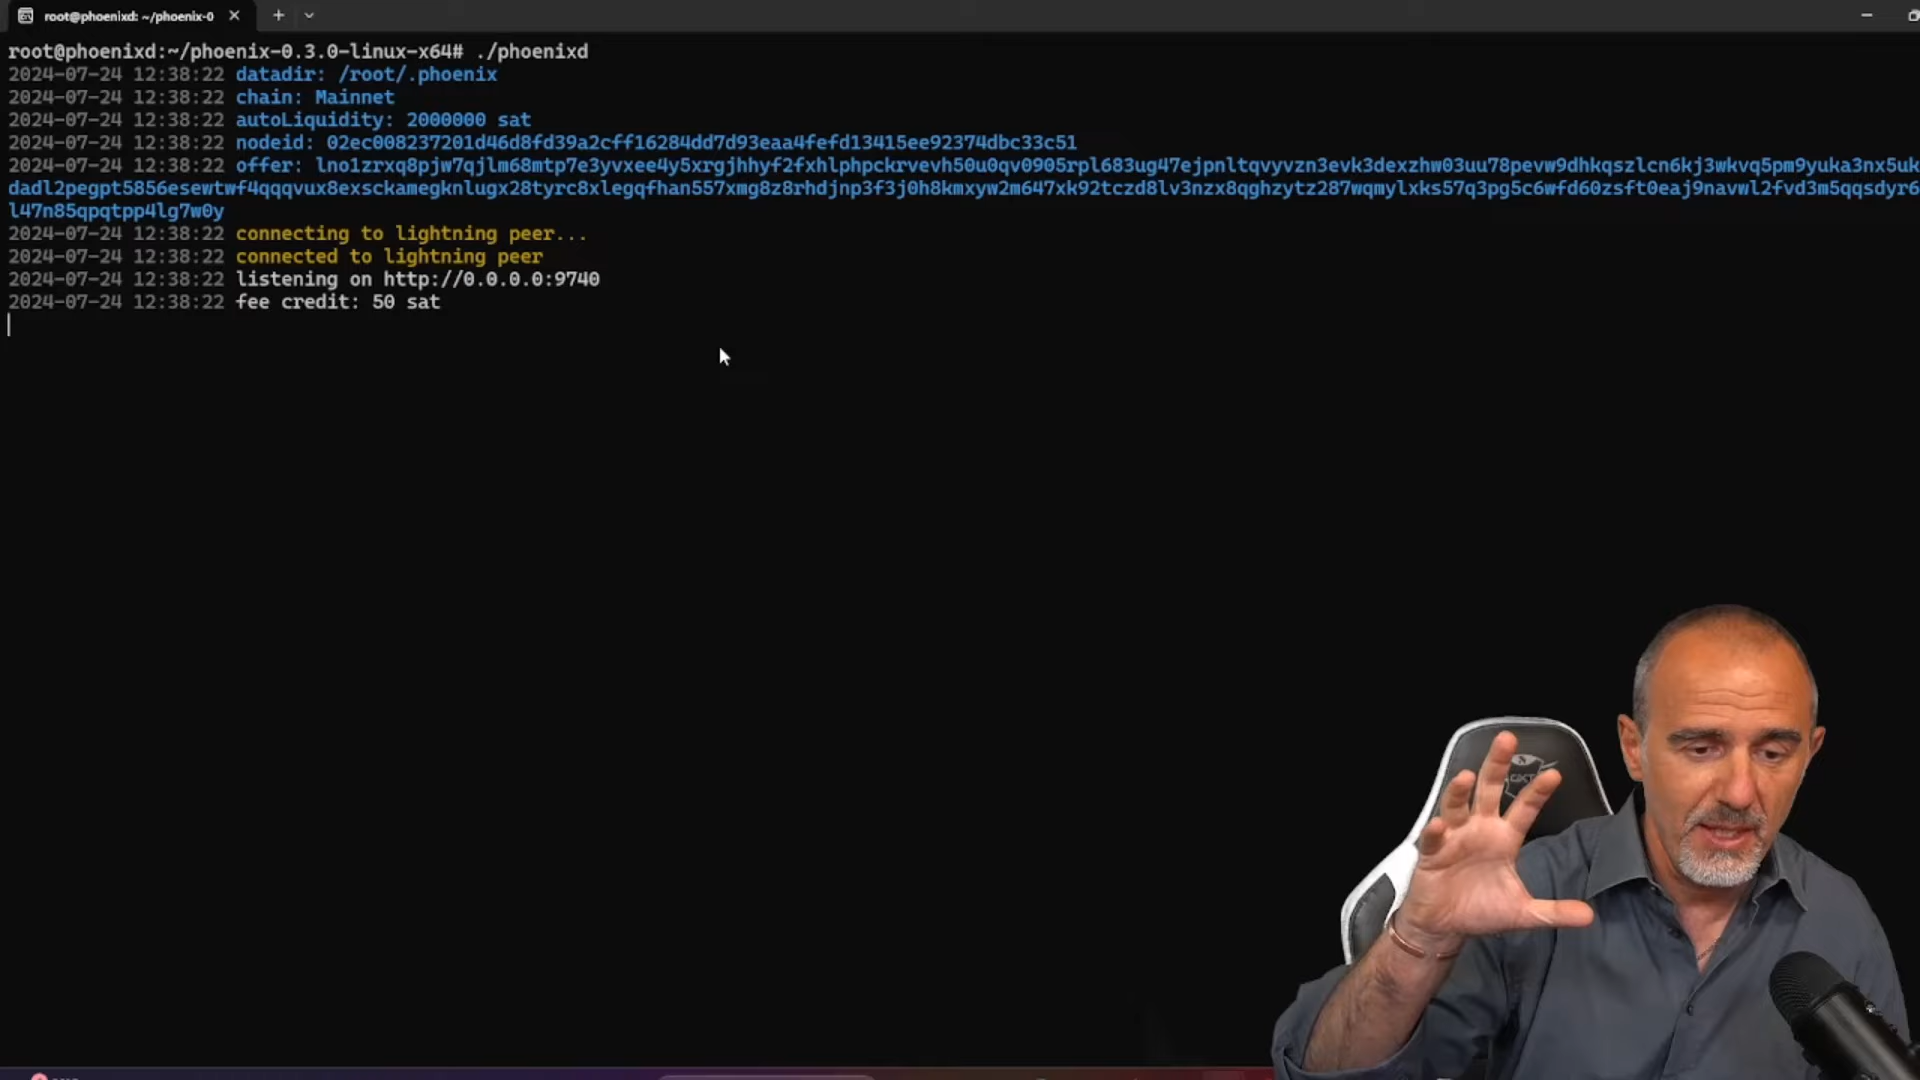 root@phoenixd: ~/phoenix-0
root@phoenixd:~/phoenix-0.3.0-linux-x64# ./phoenixd
2024-07-24 12:38:22 datadir: /root/.phoenix
2024-07-24 12:38:22 chain: Mainnet
2024-07-24 12:38:22 autoLiquidity: 2000000 sat
2024-07-24 12:38:22 nodeid: 02ec008237201d46d8fd39a2cff16284dd7d93eaa4fefd13415ee92374dbc33c51
2024-07-24 12:38:22 offer: lno1zrxq8pjw7qjlm68mtp7e3yvxee4y5xrgjhhyf2fxhlphpckrvevh50u0qv0905rpl683ug47ejpnltqvyvzn3evk3dexzhw03uu78pevw9dhkqszlcn6kj3wkvq5pm9yuka3nx5uk
dadl2pegpt5856esewtwf4qqqvux8exsckamegknlugx28tyrc8xlegqfhan557xmg8z8rhdjnp3f3j0h8kmxyw2m647xk92tczd8lv3nzx8qghzytz287wqmylxks57q3pg5c6wfd60zsft0eaj9navwl2fvd3m5qqsdyr6
l47n85qpqtpp4lg7w0y
2024-07-24 12:38:22 connecting to lightning peer...
2024-07-24 12:38:22 connected to lightning peer
2024-07-24 12:38:22 listening on http://0.0.0.0:9740
2024-07-24 12:38:22 fee credit: 50 sat